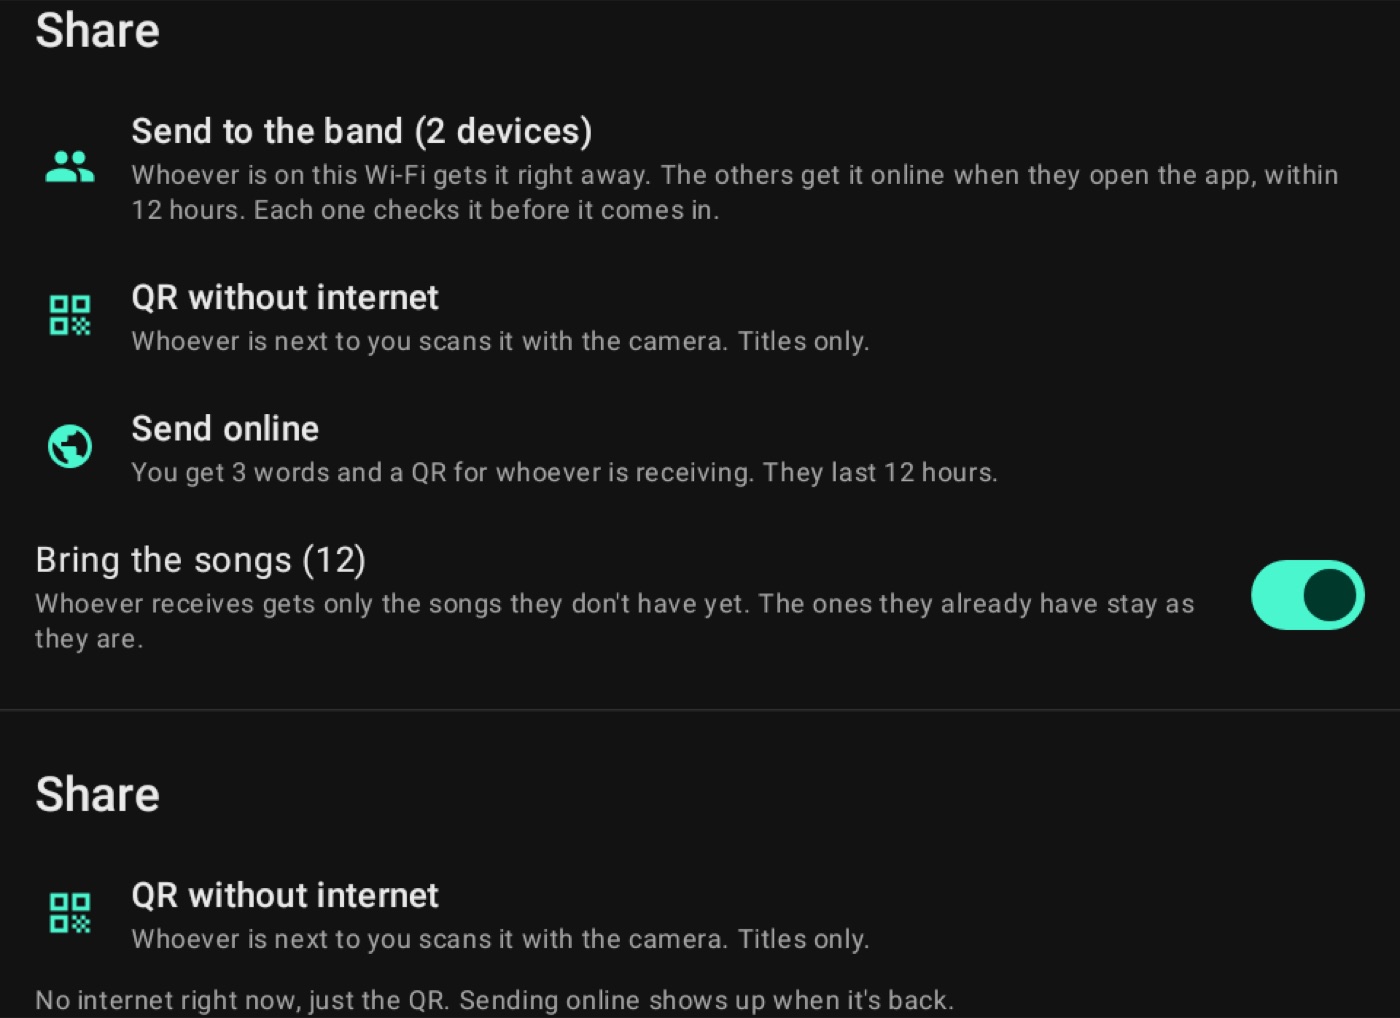 Share
Send to the band (2 devices)
Whoever is on this Wi-Fi gets it right away. The others get it online when they open the app, within
12 hours. Each one checks it before it comes in.
QR without internet
Whoever is next to you scans it with the camera. Titles only.
Send online
You get 3 words and a QR for whoever is receiving. They last 12 hours.
Bring the songs (12)
Whoever receives gets only the songs they don't have yet. The ones they already have stay as
they are.
Share
QR without internet
Whoever is next to you scans it with the camera. Titles only.
No internet right now, just the QR. Sending online shows up when it's back.